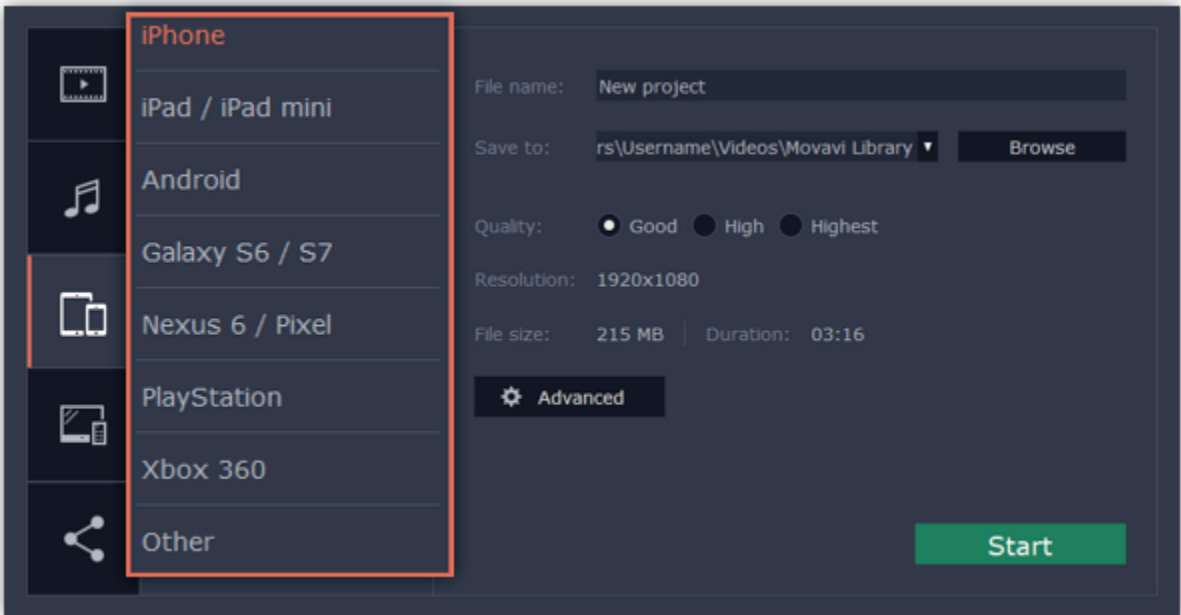 iPhone
iPad / iPad mini
Android
Galaxy S6 / S7
Nexus 6 / Pixel
PlayStation
Xbox 360
Other
File name: New project
Save to: rs\Username\Videos\Movavi Library Browse
Quality: Good High Highest
Resolution: 1920x1080
File size: 215 MB Duration: 03:16
Advanced
Start